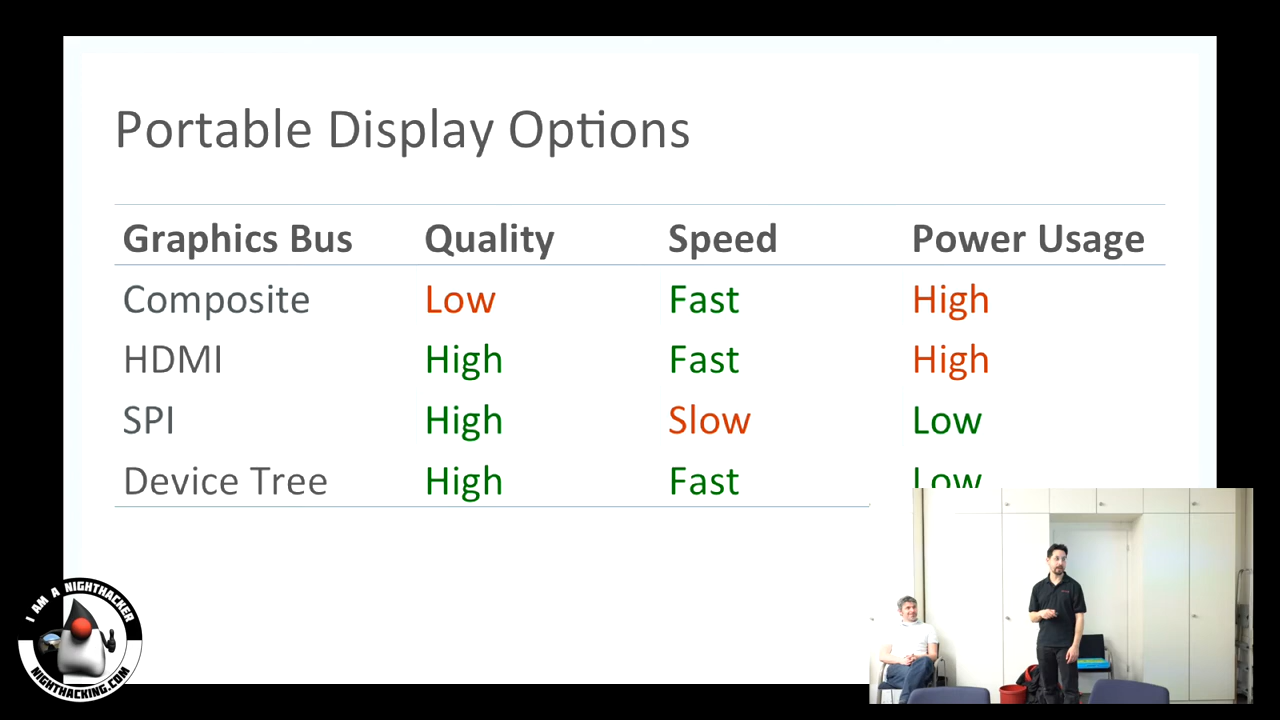 Portable Display Options
Graphics Bus Quality Speed Power Usage
Composite Low Fast High
HDMI High Fast High
SPI High Slow Low
Device Tree High Fast Low
I AM A NIGHTHACKER
NIGHTHACKING.COM